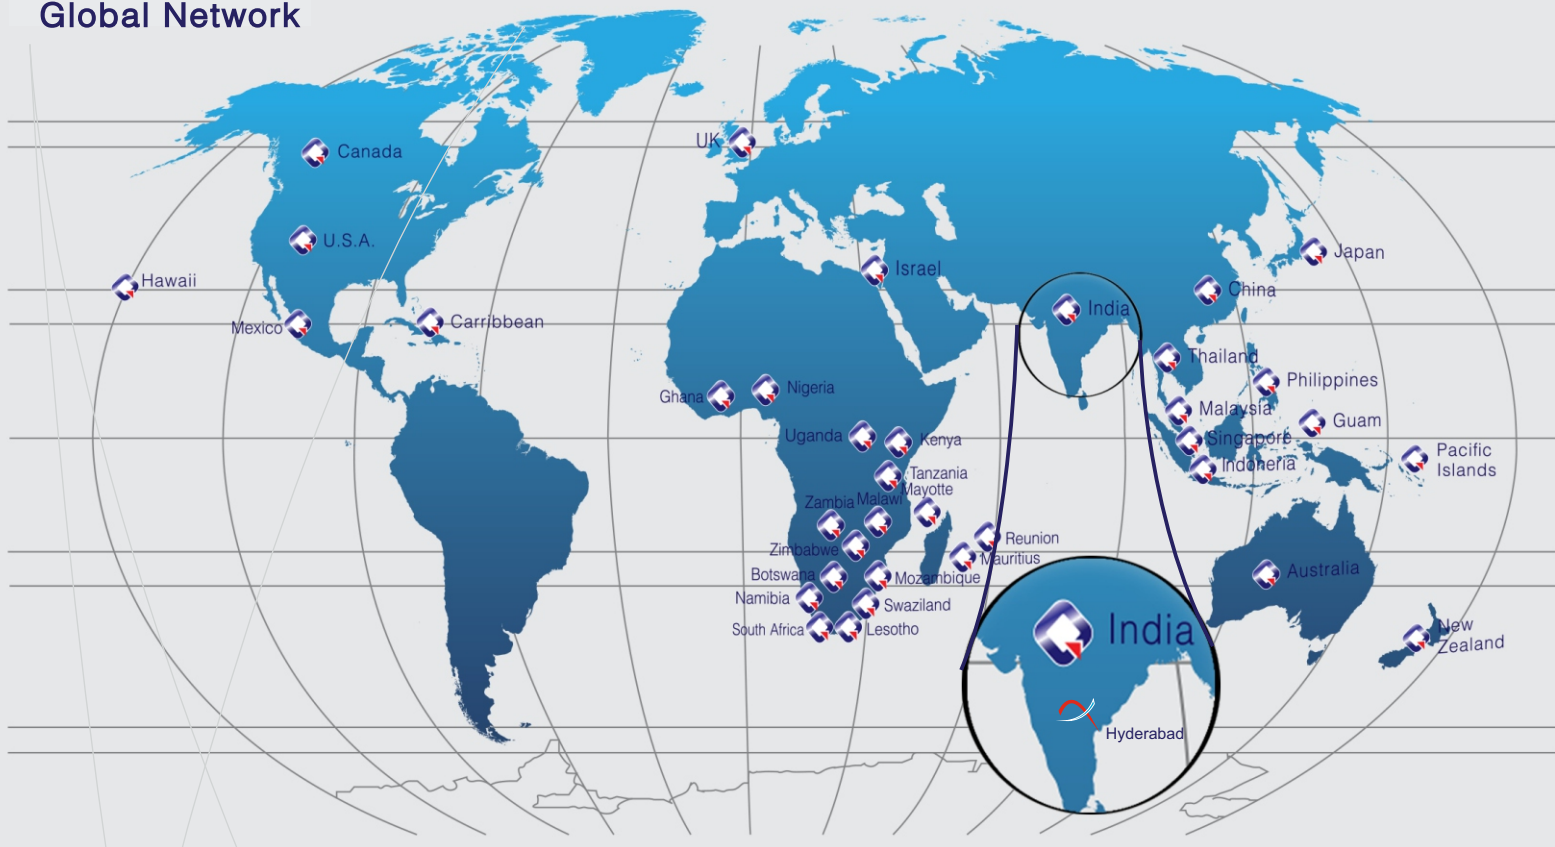 Global Network
Canada
UK
U.S.A.
Hawaii
Israel
Japan
China
India
Mexico
Carribbean
Thailand
Philippines
Ghana
Nigeria
Malaysia
Guam
Uganda
Kenya
Singapore
Indoneria
Pacific
Islands
Tanzania
Mayotte
Zambia
Malawi
Reunion
Mauritius
Zimbabwe
Botswana
Mozambique
Australia
Namibia
Swaziland
South Africa
Lesotho
New
Zealand
India
Hyderabad